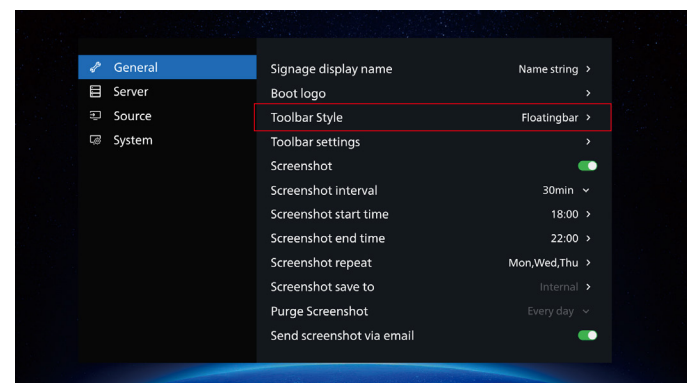 General
Server
Source
System
Signage display name Name string
Boot logo
Toolbar Style Floatingbar
Toolbar settings
Screenshot
Screenshot interval 30min
Screenshot start time 18:00
Screenshot end time 22:00
Screenshot repeat Mon,Wed,Thu
Screenshot save to Internal
Purge Screenshot Every day
Send screenshot via email